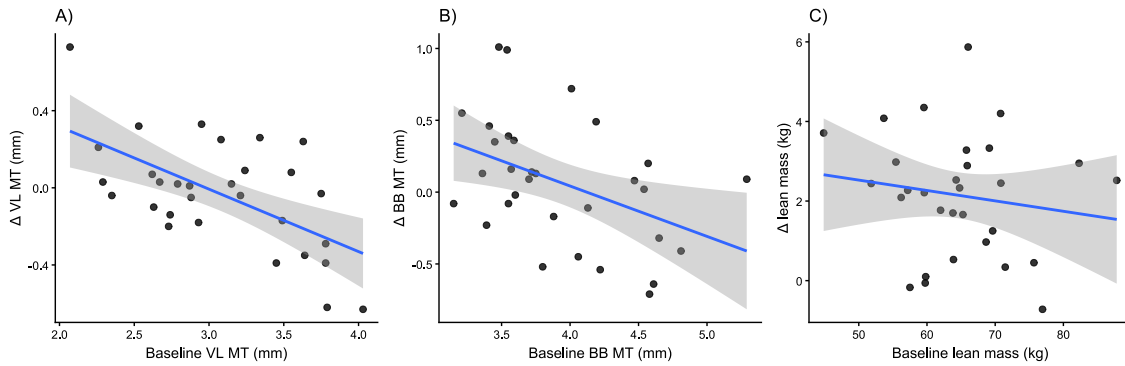 A)
Δ VL MT (mm)
0.4
0.0
-0.4
2.0 2.5 3.0 3.5 4.0
Baseline VL MT (mm)
B)
Δ BB MT (mm)
1.0
0.5
0.0
-0.5
3.5 4.0 4.5 5.0
Baseline BB MT (mm)
C)
Δ lean mass (kg)
6
4
2
0
50 60 70 80
Baseline lean mass (kg)